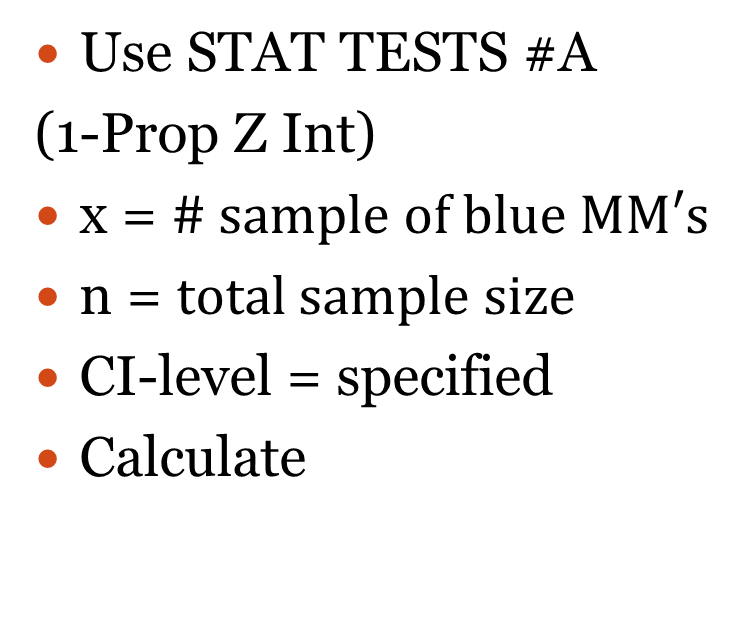 • Use STAT TESTS #A
(1-Prop Z Int)
• x = # sample of blue MM′s
• n = total sample size
• CI-level = specified
• Calculate